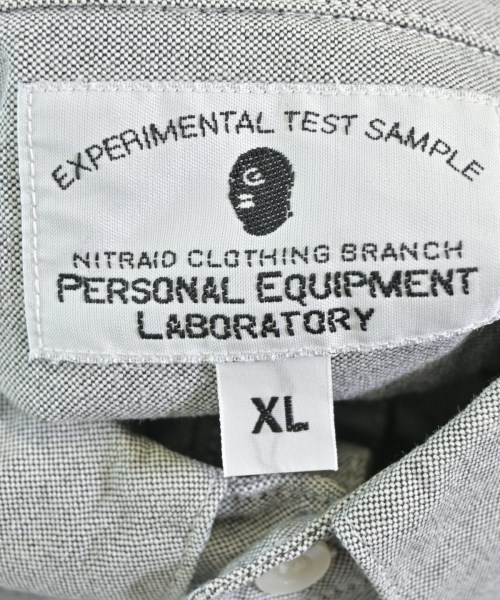 EXPERIMENTAL TEST SAMPLE
NITRAID CLOTHING BRANCH
PERSONAL EQUIPMENT
LABORATORY
XL